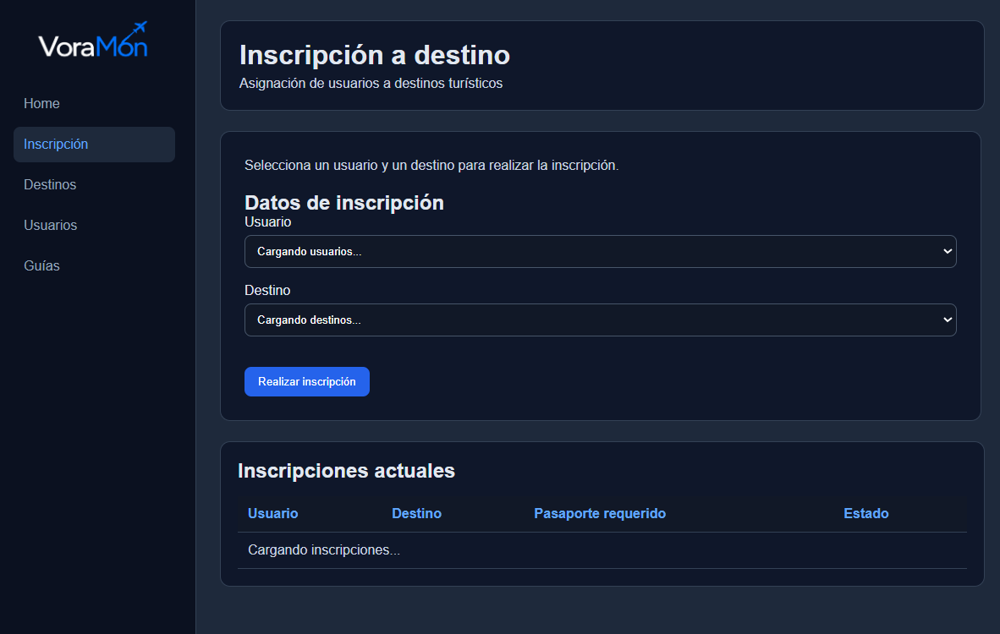 VoraMón
Home
Inscripción
Destinos
Usuarios
Guías
Inscripción a destino
Asignación de usuarios a destinos turísticos
Selecciona un usuario y un destino para realizar la inscripción.
Datos de inscripción
Usuario
Cargando usuarios...
Destino
Cargando destinos...
Realizar inscripción
Inscripciones actuales
Usuario Destino Pasaporte requerido Estado
Cargando inscripciones...